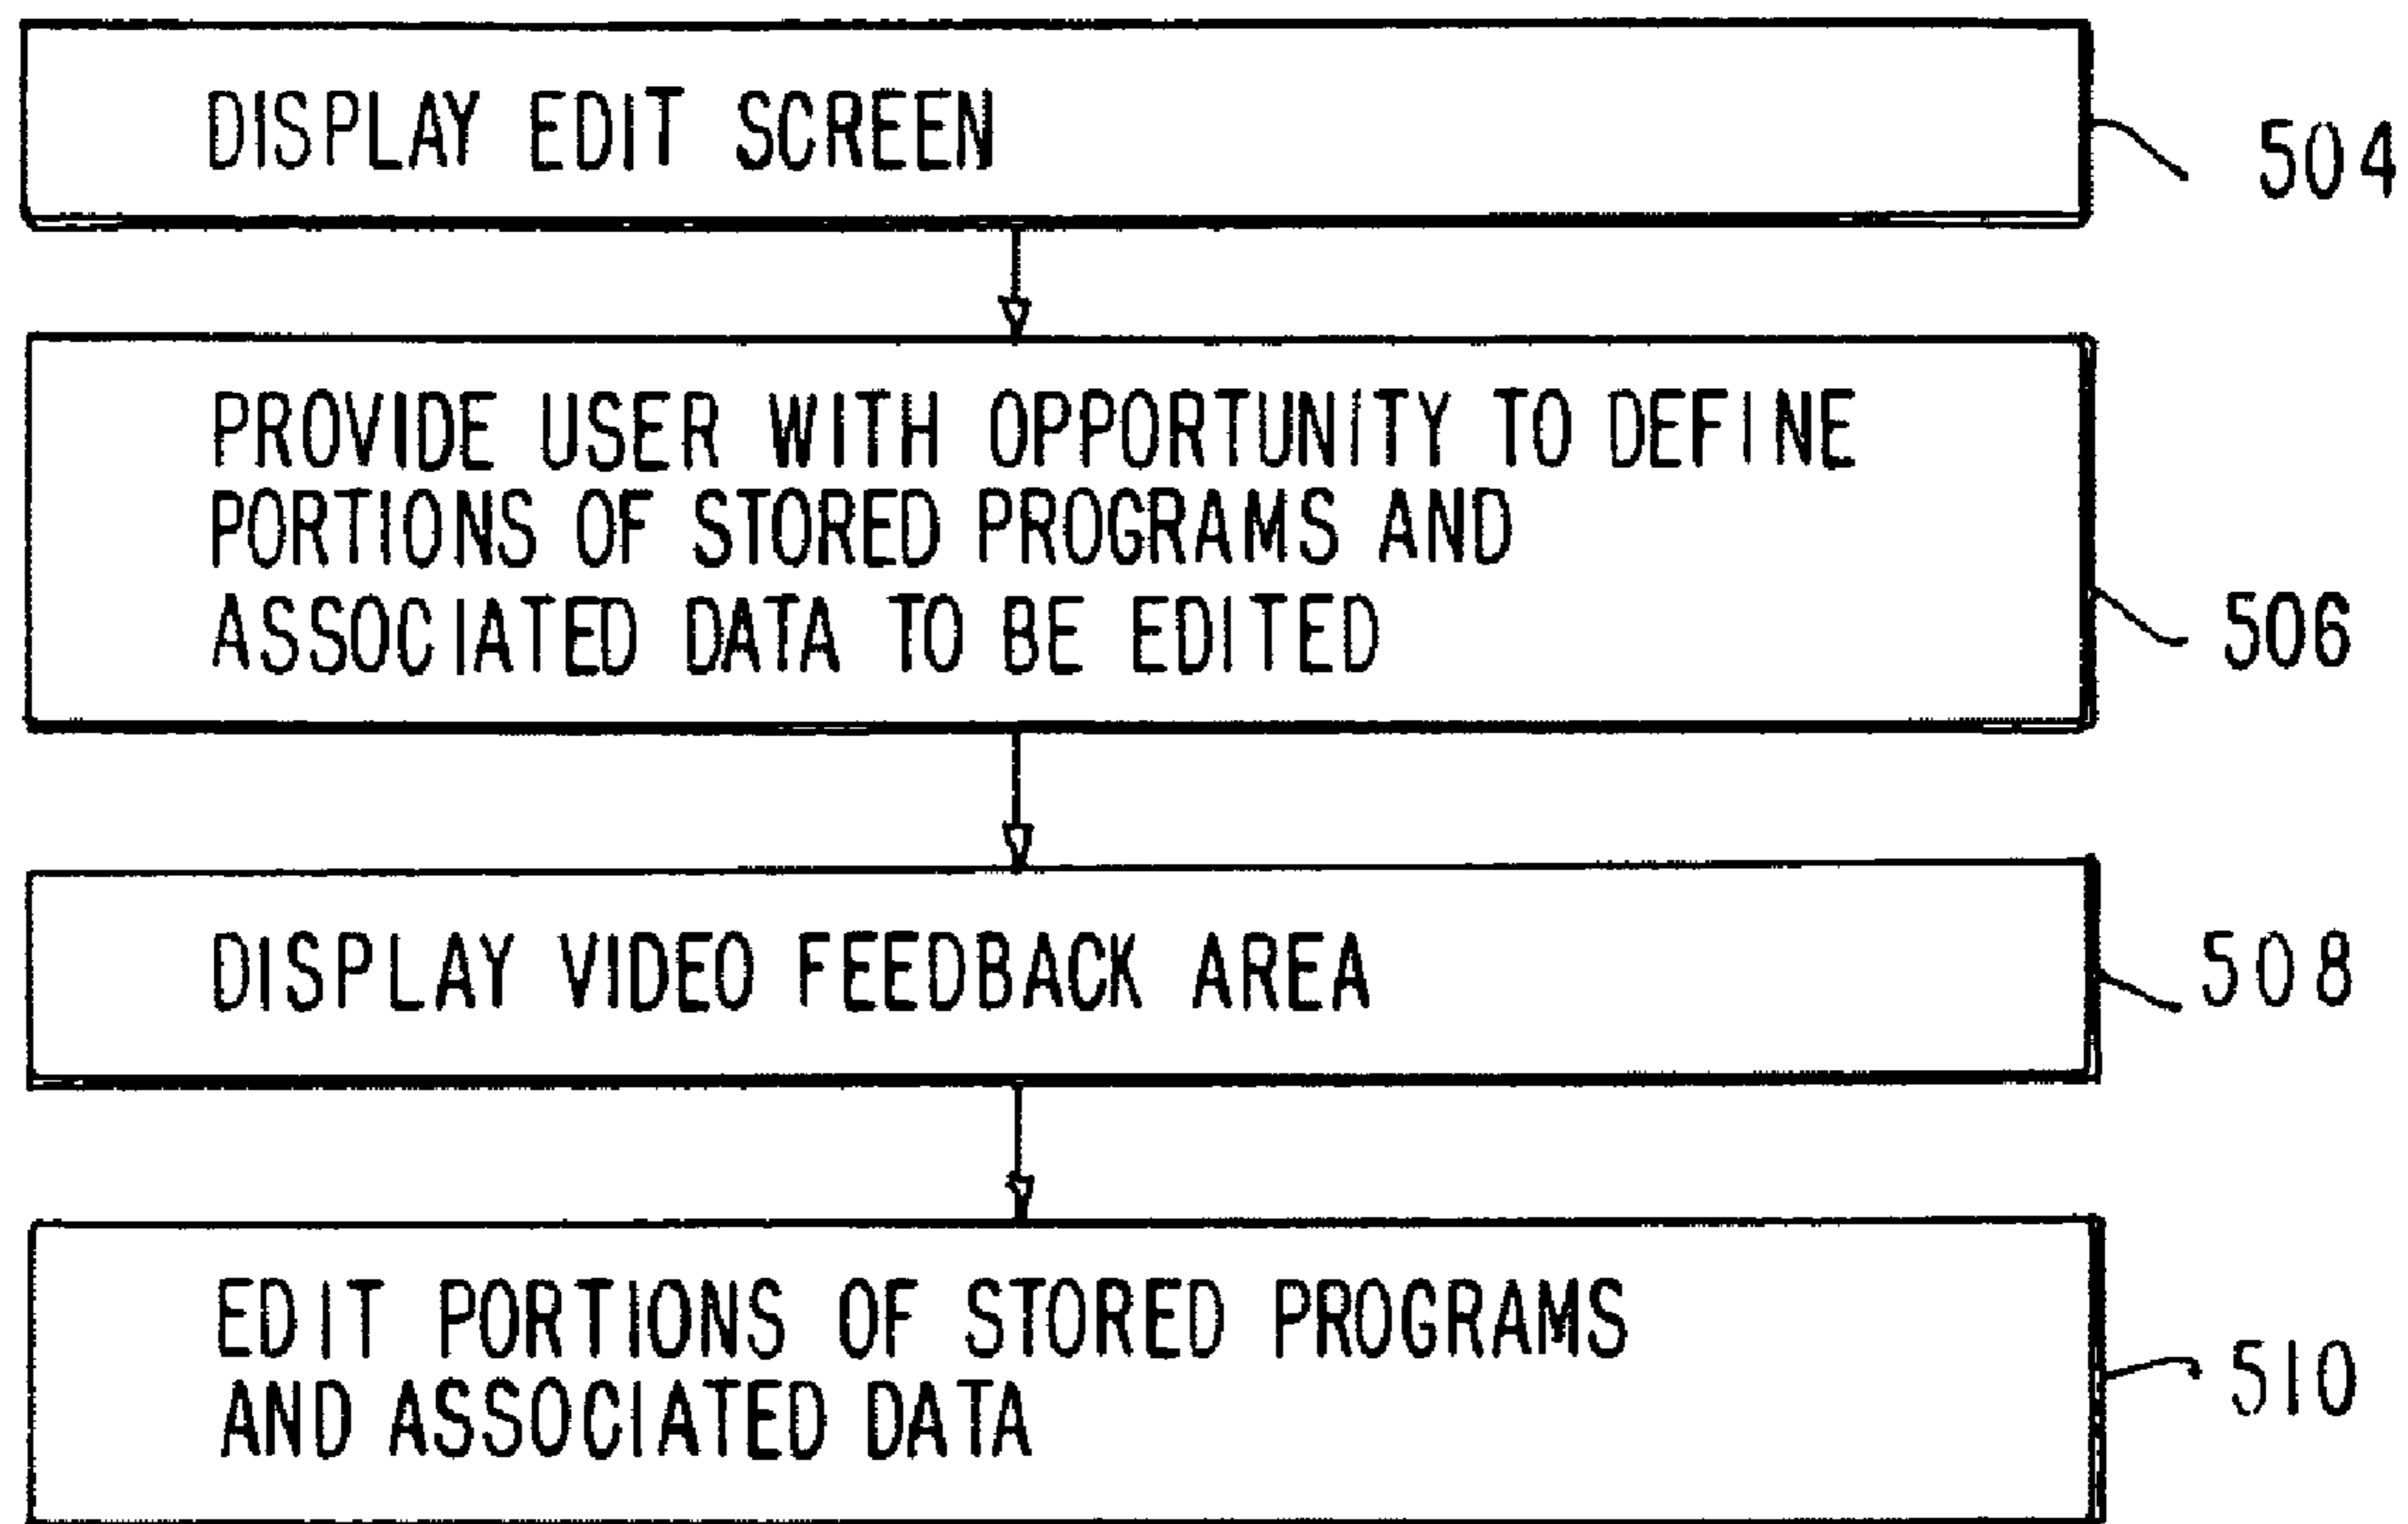 DISPLAY EDIT SCREEN
504
PROVIDE USER WITH OPPORTUNITY TO DEFINE
PORTIONS OF STORED PROGRAMS AND
ASSOCIATED DATA TO BE EDITED
506
DISPLAY VIDEO FEEDBACK AREA
508
EDIT PORTIONS OF STORED PROGRAMS
AND ASSOCIATED DATA
510